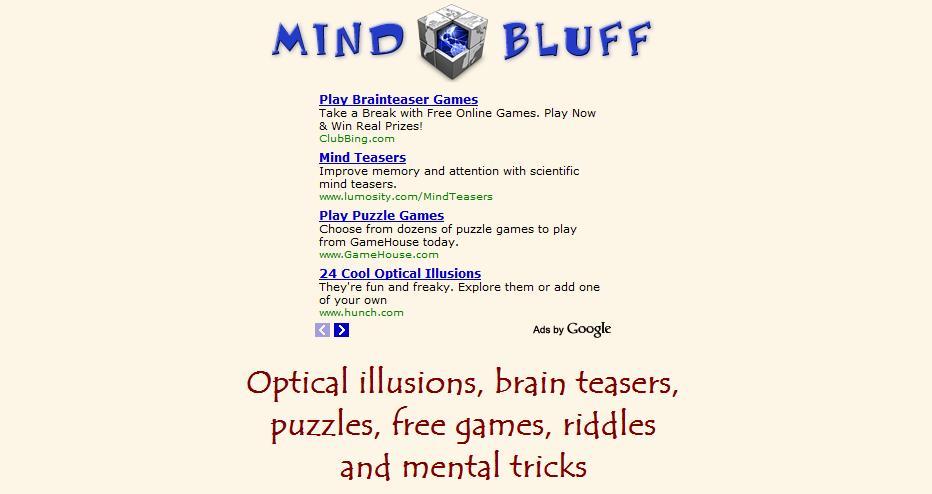 MIND BLUFF
Play Brainteaser Games
Take a Break with Free Online Games. Play Now
& Win Real Prizes!
ClubBing.com
Mind Teasers
Improve memory and attention with scientific
mind teasers.
www.lumosity.com/MindTeasers
Play Puzzle Games
Choose from dozens of puzzle games to play
from GameHouse today.
www.GameHouse.com
24 Cool Optical Illusions
They're fun and freaky. Explore them or add one
of your own
www.hunch.com
Ads by Google
Optical illusions, brain teasers,
puzzles, free games, riddles
and mental tricks